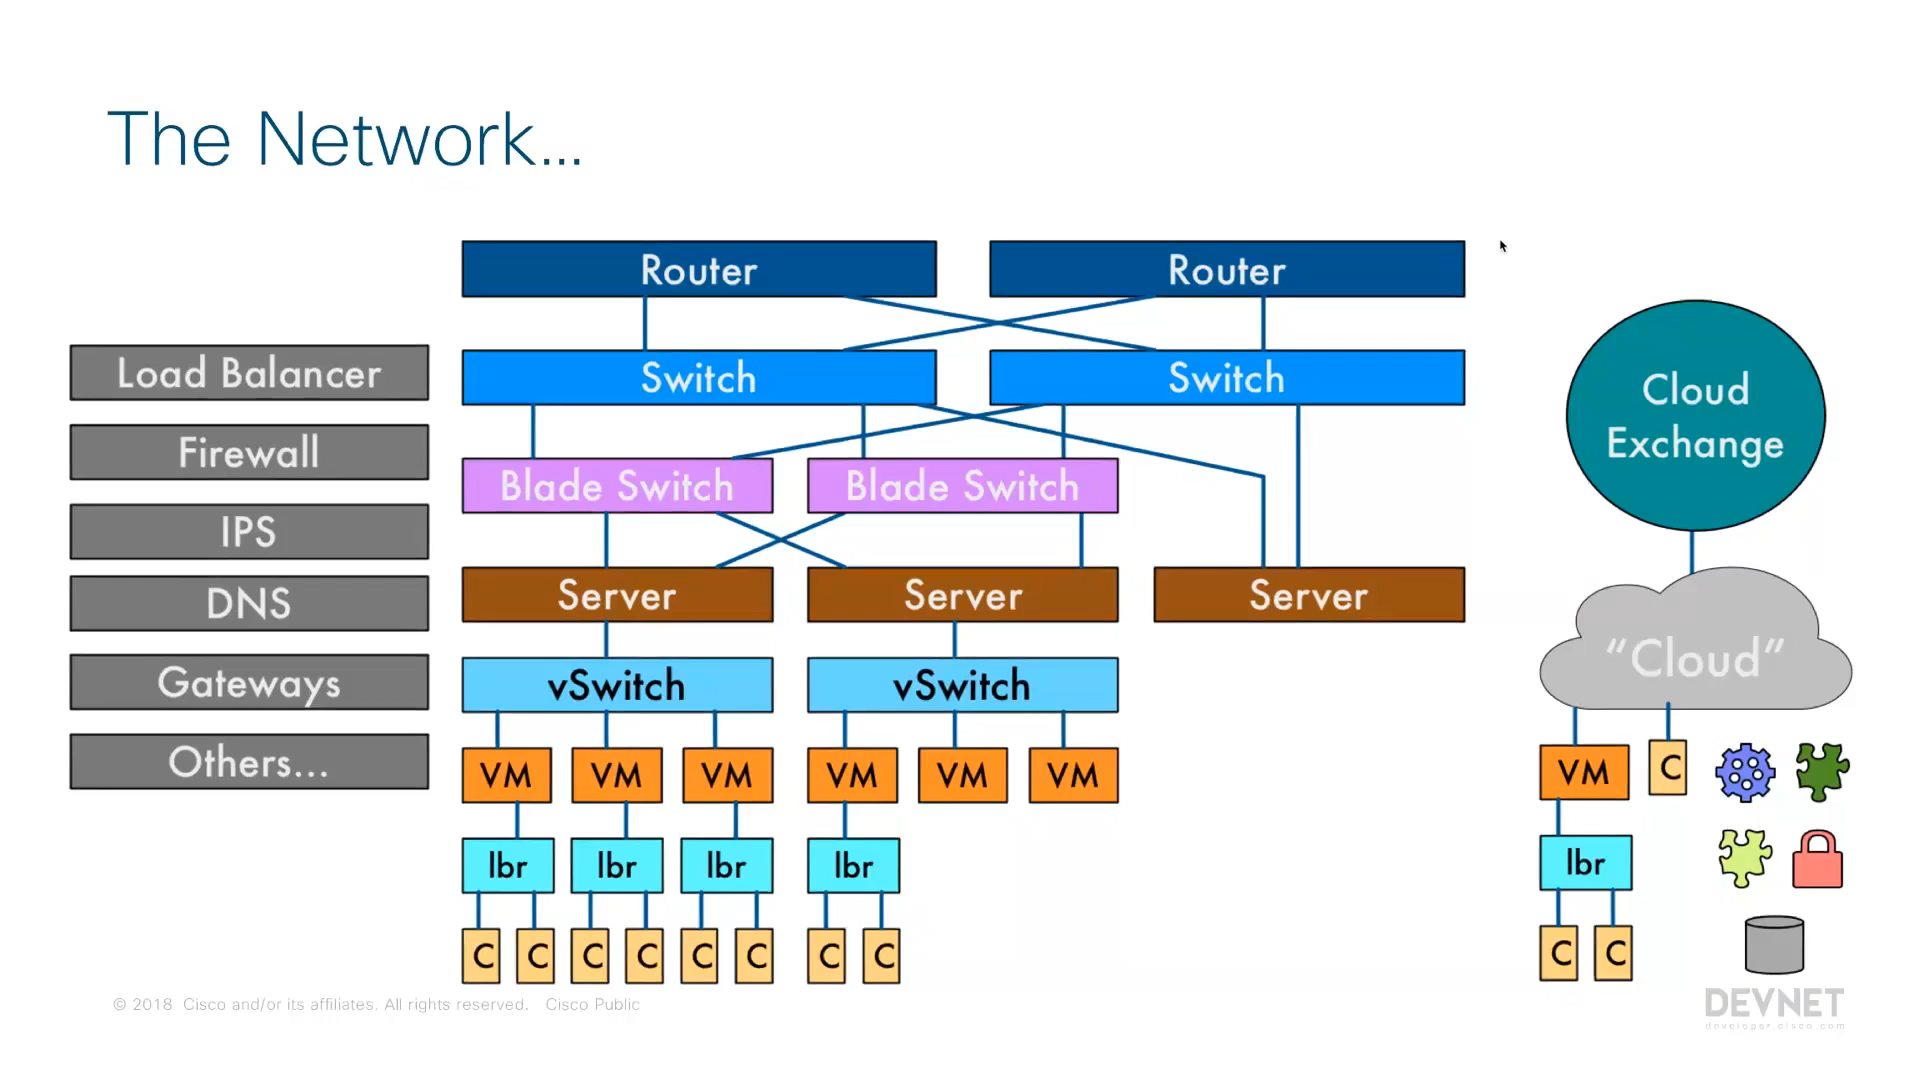 The Network...
Router
Router
Load Balancer
Switch
Switch
Cloud
Exchange
Firewall
Blade Switch
Blade Switch
IPS
DNS
Server
Server
Server
"Cloud"
Gateways
vSwitch
vSwitch
Others...
VM
VM
VM
VM
VM
VM
VM
C
lbr
lbr
lbr
lbr
lbr
C
C
C
C
C
C
C
C
C
C
© 2018 Cisco and/or its affiliates. All rights reserved. Cisco Public
DEVNET
developer.cisco.com